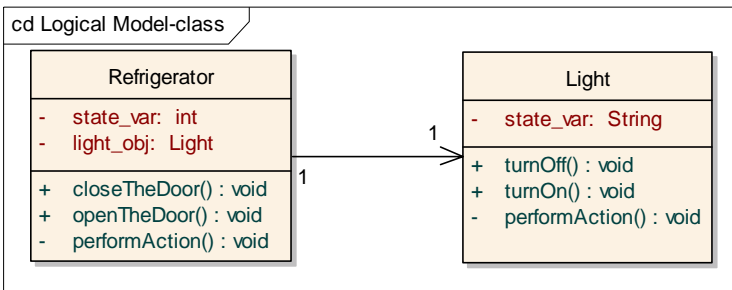 cd Logical Model-class
Refrigerator
- state_var: int
- light_obj: Light
+ closeTheDoor() : void
+ openTheDoor() : void
- performAction() : void
1
1
Light
- state_var: String
+ turnOff() : void
+ turnOn() : void
- performAction() : void